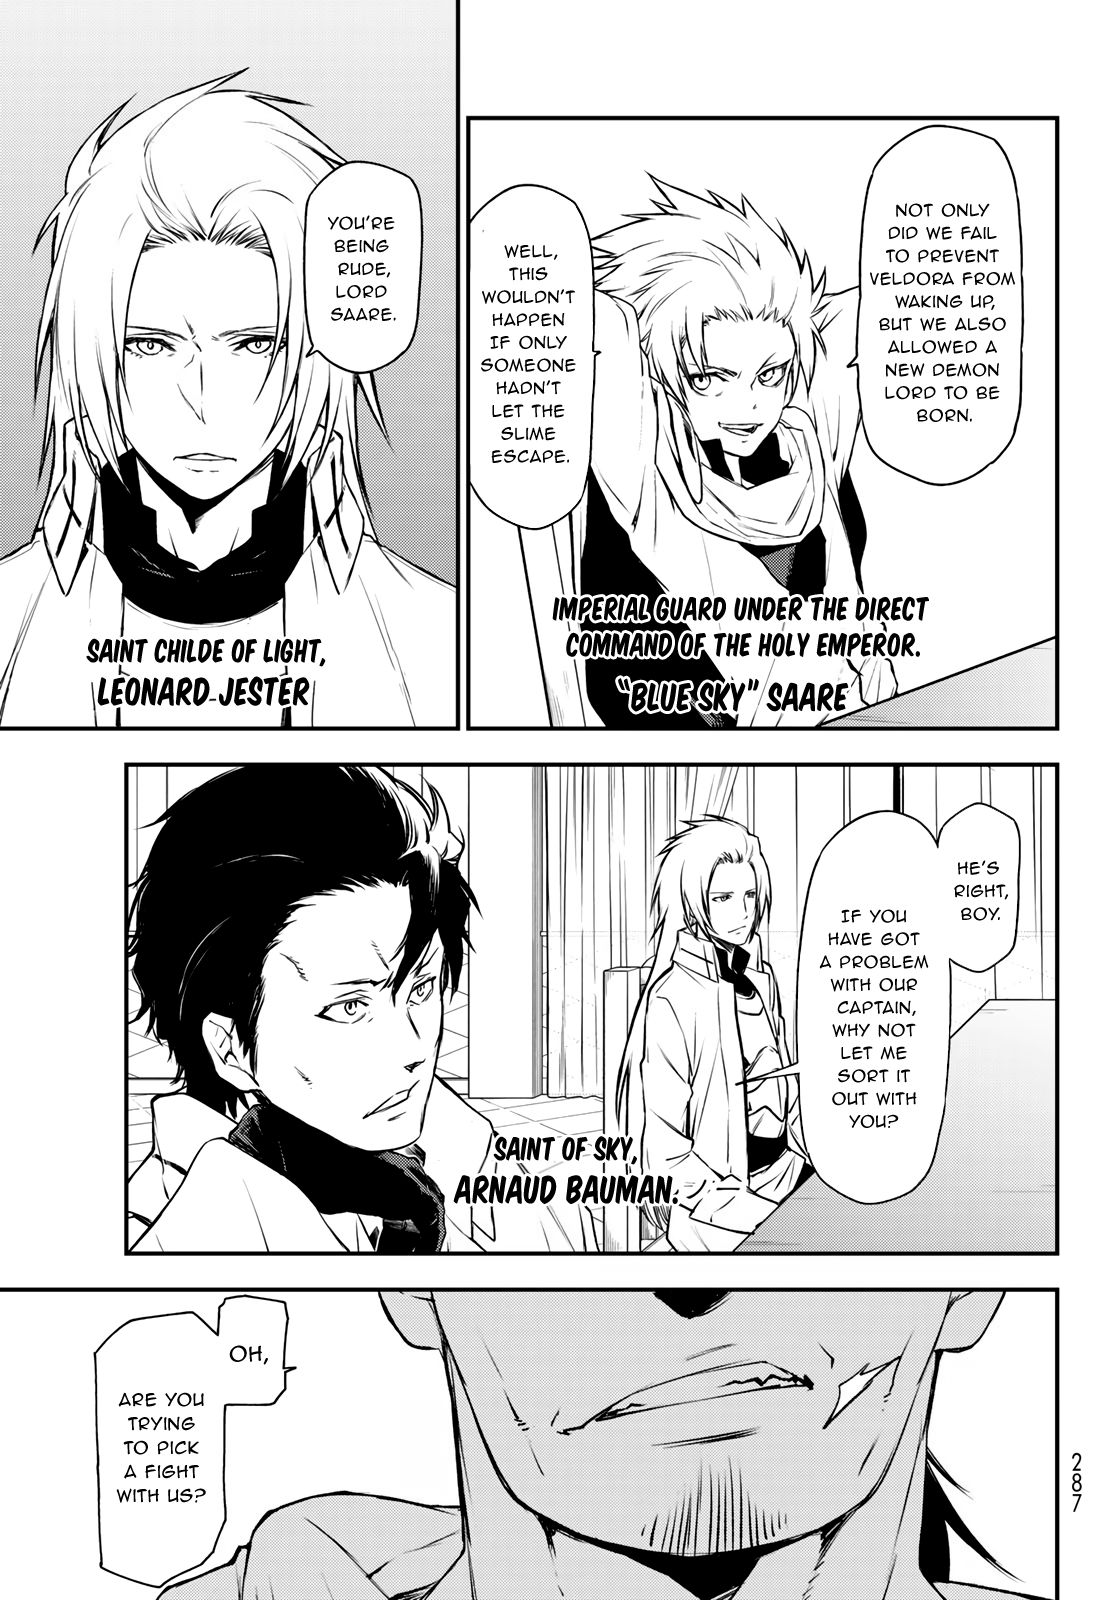 NOT ONLY
DID WE FAIL
TO PREVENT
VELDORA FROM
WAKING UP,
BUT WE ALSO
ALLOWED A
NEW DEMON
LORD TO BE
BORN.
WELL,
THIS
WOULDN'T
HAPPEN
IF ONLY
SOMEONE
HADN'T
LET THE
SLIME
ESCAPE.
IMPERIAL GUARD UNDER THE DIRECT
COMMAND OF THE HOLY EMPEROR.
"BLUE SKY" SAARE
YOU'RE
BEING
RUDE,
LORD
SAARE.
SAINT CHILDE OF LIGHT,
LEONARD JESTER
HE'S
RIGHT,
BOY.
IF YOU
HAVE GOT
A PROBLEM
WITH OUR
CAPTAIN,
WHY NOT
LET ME
SORT IT
OUT WITH
YOU?
SAINT OF SKY,
ARNAUD BAUMAN.
OH,
ARE YOU
TRYING
TO PICK
A FIGHT
WITH US?
287